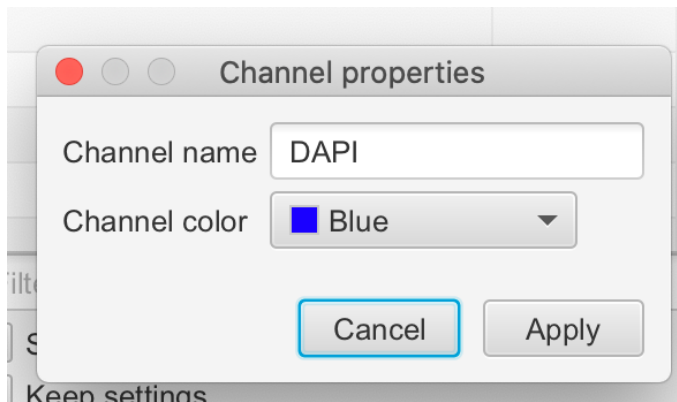 Channel properties
Channel name DAPI
Channel color Blue
Cancel Apply
Keep settings